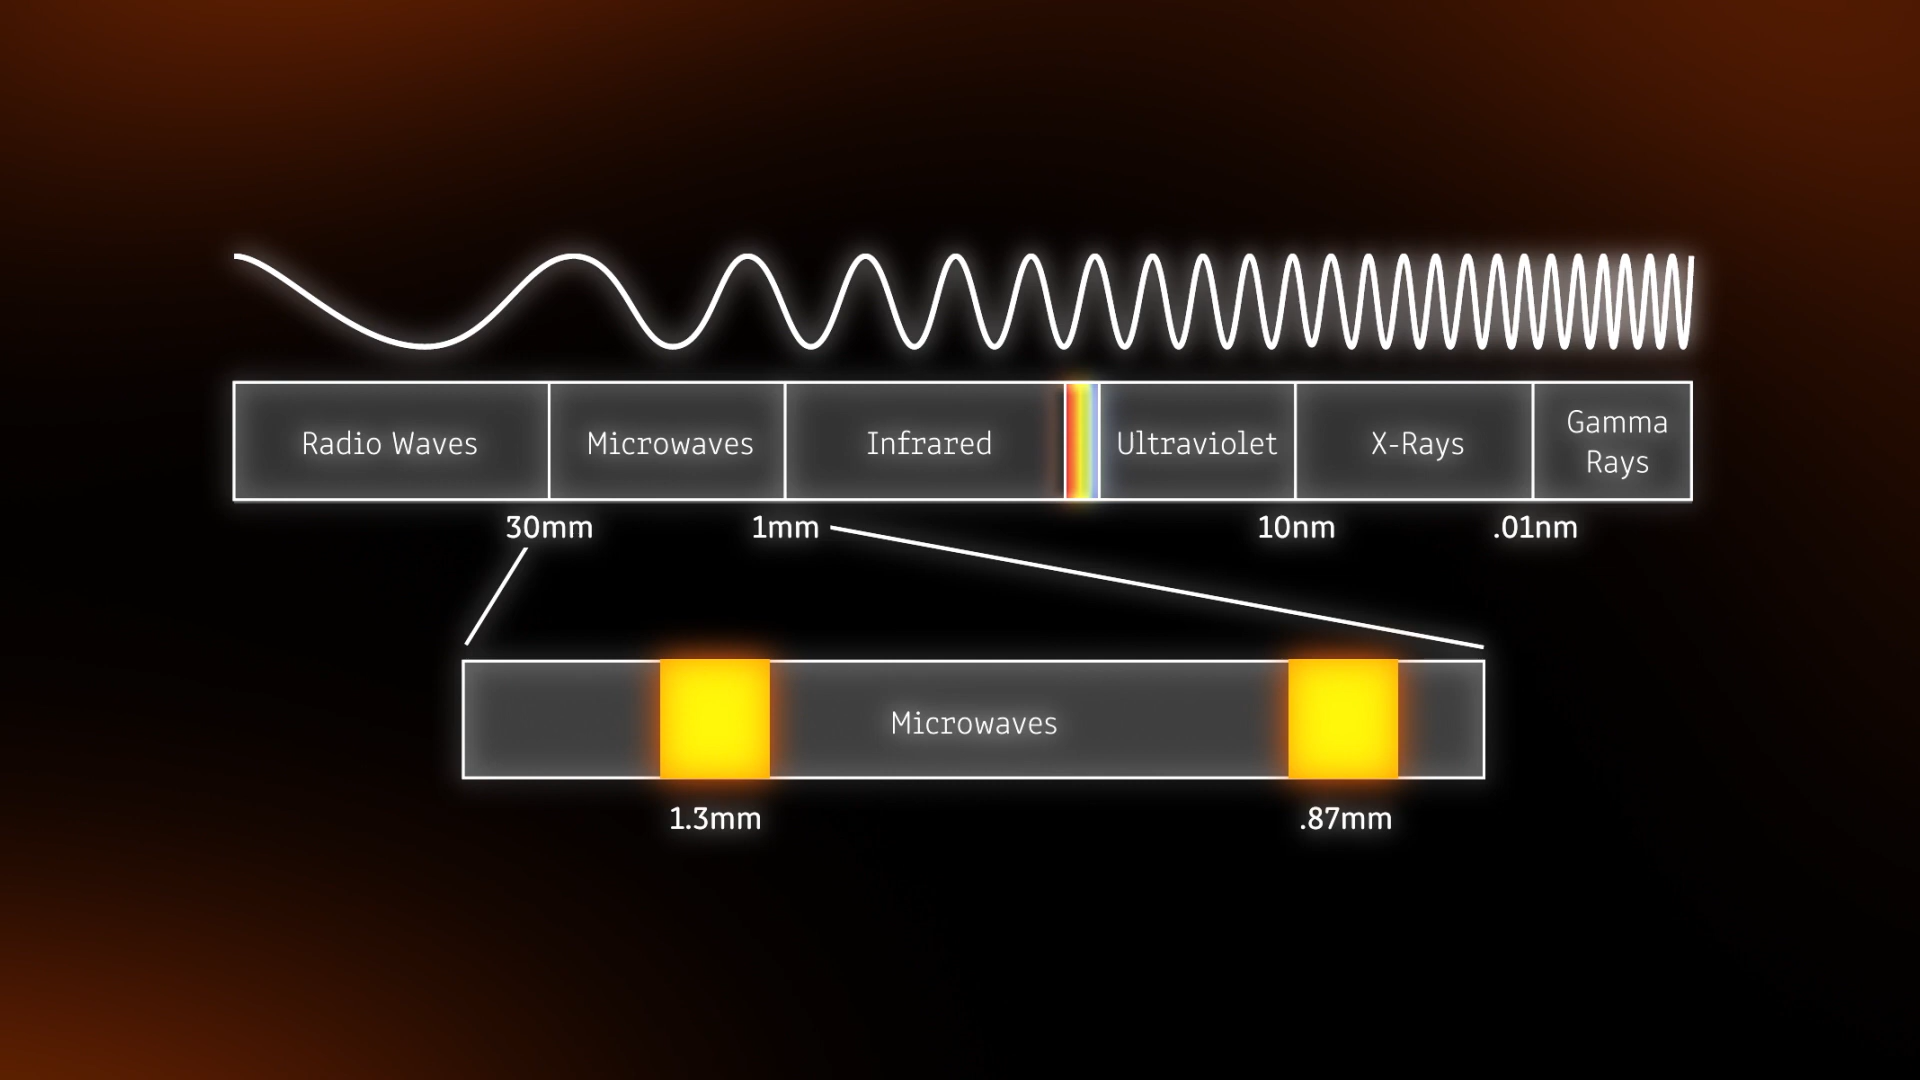 Radio Waves
Microwaves
Infrared
Ultraviolet
X-Rays
Gamma
Rays
30mm
1mm
10nm
.01nm
Microwaves
1.3mm
.87mm